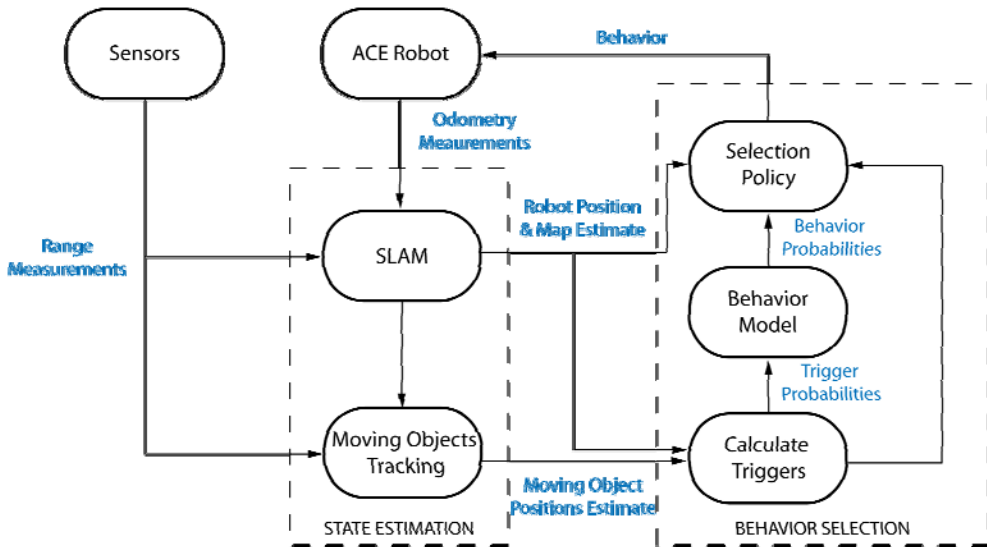 Sensors
ACE Robot
Behavior
Odometry
Meaurements
Selection
Policy
Robot Position
& Map Estimate
Range
Measurements
SLAM
Behavior
Probabilities
Behavior
Model
Trigger
Probabilities
Moving Objects
Tracking
Calculate
Triggers
Moving Object
Positions Estimate
STATE ESTIMATION
BEHAVIOR SELECTION